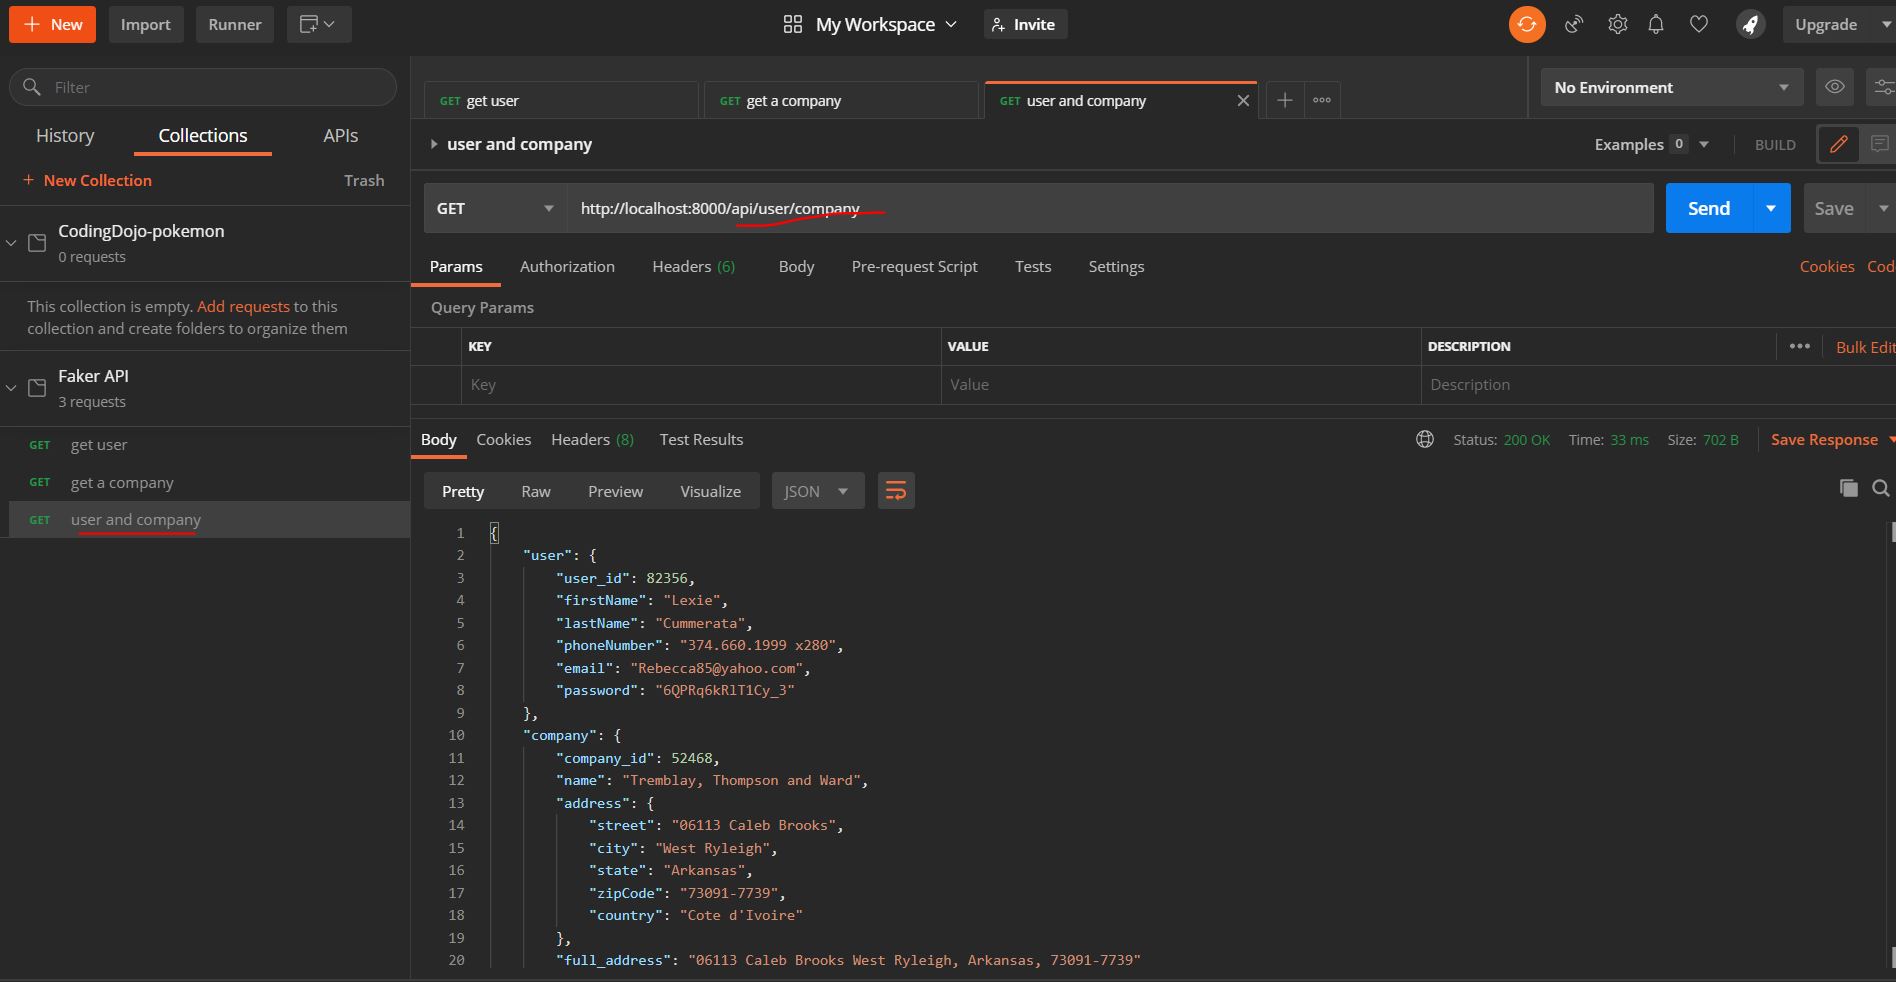 + New Import Runner My Workspace Invite Upgrade
Filter
GET get user GET get a company GET user and company No Environment
History Collections APIs
user and company Examples 0 BUILD
+ New Collection Trash
GET http://localhost:8000/api/user/company Send Save
CodingDojo-pokemon
0 requests
Params Authorization Headers (6) Body Pre-request Script Tests Settings Cookies Cod
This collection is empty. Add requests to this
collection and create folders to organize them
Query Params
KEY VALUE DESCRIPTION Bulk Edit
Key Value Description
Faker API
3 requests
GET get user
GET get a company
GET user and company
Body Cookies Headers (8) Test Results Status: 200 OK Time: 33 ms Size: 702 B Save Response
Pretty Raw Preview Visualize JSON
1 {
2 "user": {
3 "user_id": 82356,
4 "firstName": "Lexie",
5 "lastName": "Cummerata",
6 "phoneNumber": "374.660.1999 x280",
7 "email": "Rebecca85@yahoo.com",
8 "password": "6QPRq6kRlT1Cy_3"
9 },
10 "company": {
11 "company_id": 52468,
12 "name": "Tremblay, Thompson and Ward",
13 "address": {
14 "street": "06113 Caleb Brooks",
15 "city": "West Ryleigh",
16 "state": "Arkansas",
17 "zipCode": "73091-7739",
18 "country": "Cote d'Ivoire"
19 },
20 "full_address": "06113 Caleb Brooks West Ryleigh, Arkansas, 73091-7739"